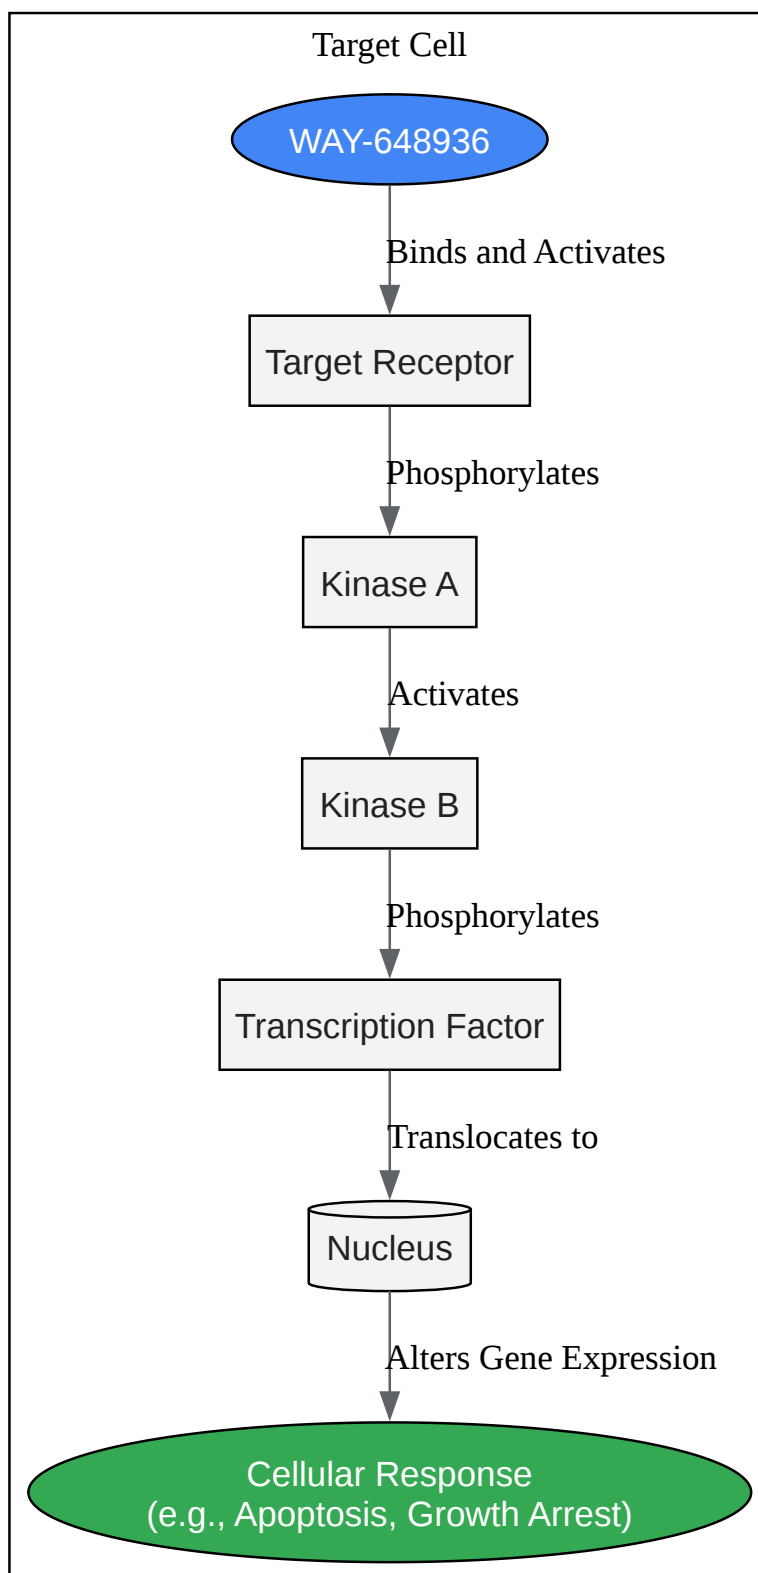 Target Cell
WAY-648936
Binds and Activates
Target Receptor
Phosphorylates
Kinase A
Activates
Kinase B
Phosphorylates
Transcription Factor
Translocates to
Nucleus
Alters Gene Expression
Cellular Response
(e.g., Apoptosis, Growth Arrest)